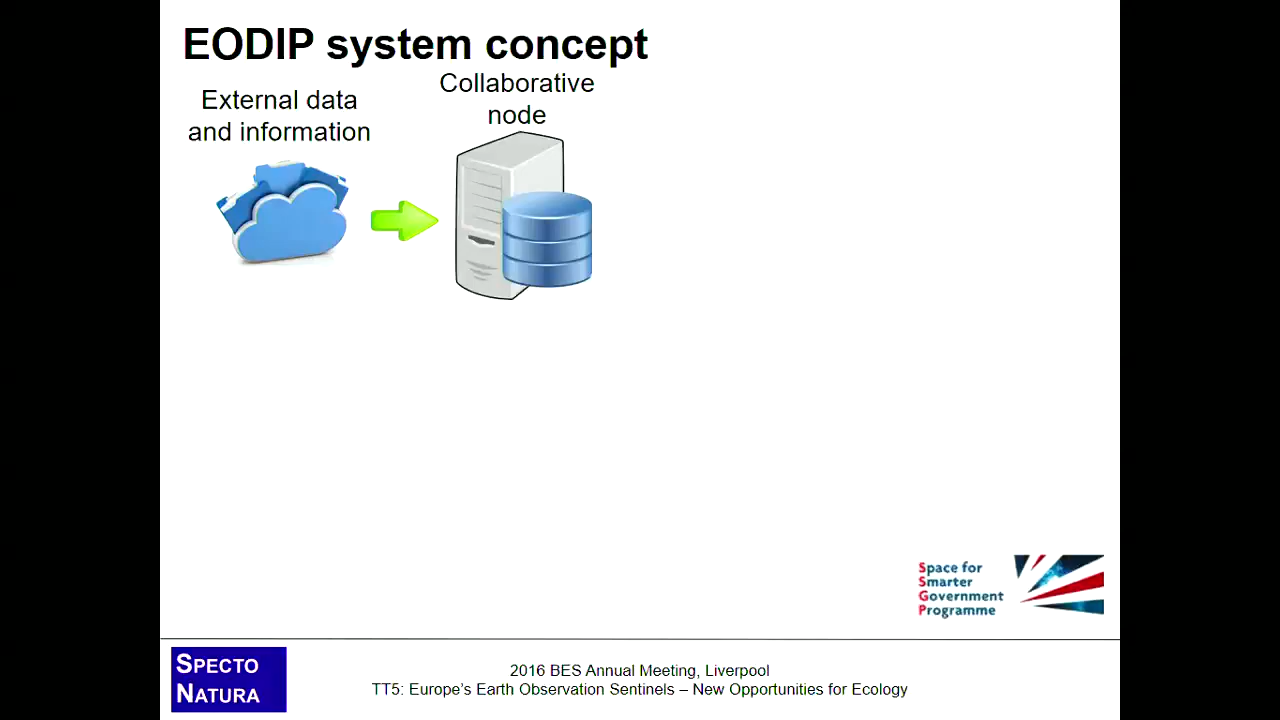 EODIP system concept
External data
and information
Collaborative
node
Space for
Smarter
Government
Programme
SPECTO
NATURA
2016 BES Annual Meeting, Liverpool
TT5: Europe's Earth Observation Sentinels – New Opportunities for Ecology